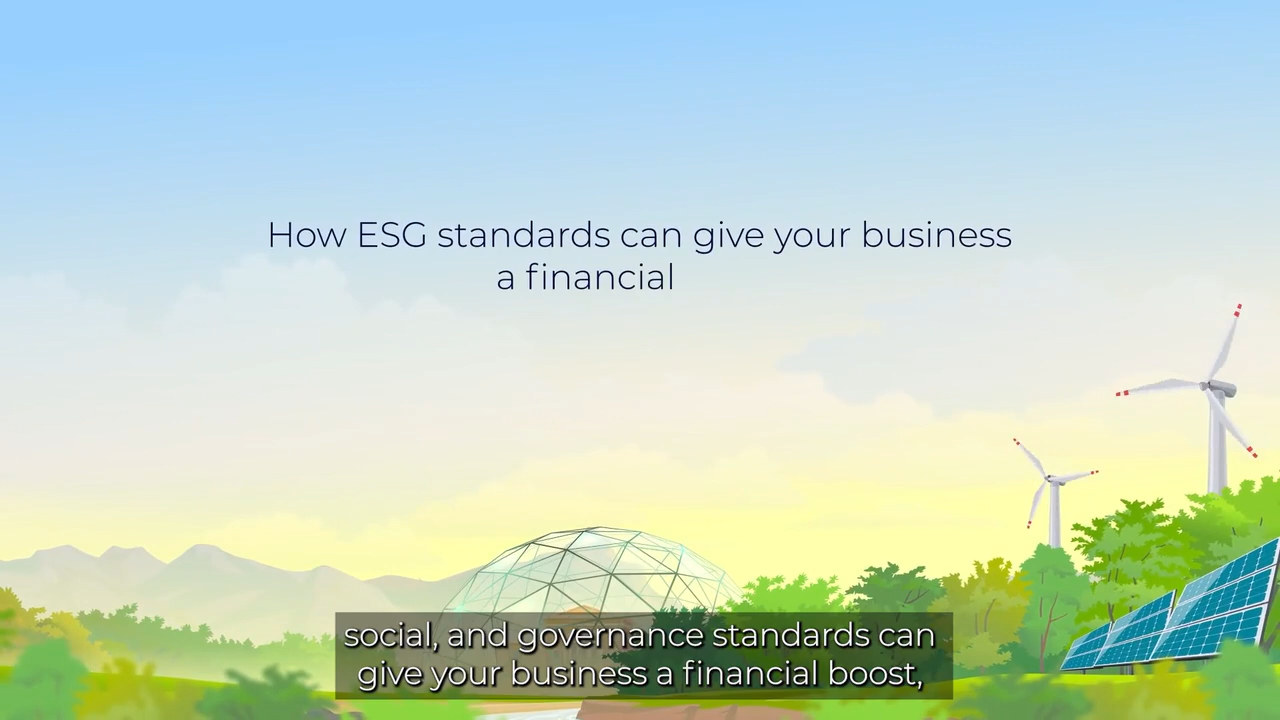 How ESG standards can give your business
a financial
social, and governance standards can
give your business a financial boost,